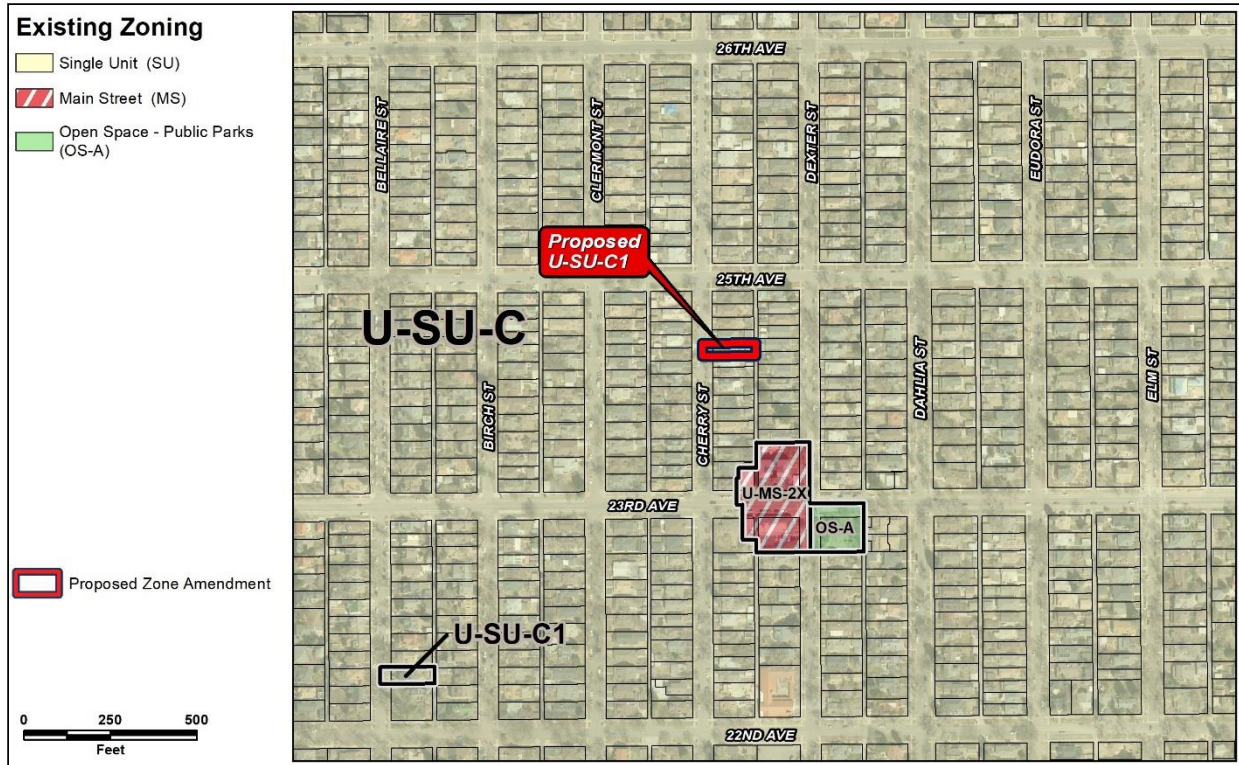 Existing Zoning
Single Unit (SU)
Main Street (MS)
Open Space - Public Parks
(OS-A)
Proposed Zone Amendment
0 250 500
Feet
26TH AVE
BELLAIRE ST
CLERMONT ST
DEXTER ST
EUDORA ST
Proposed
U-SU-C1
25TH AVE
U-SU-C
BIRCH ST
CHERRY ST
DAHLIA ST
ELM ST
U-MS-2X
23RD AVE
OS-A
U-SU-C1
22ND AVE